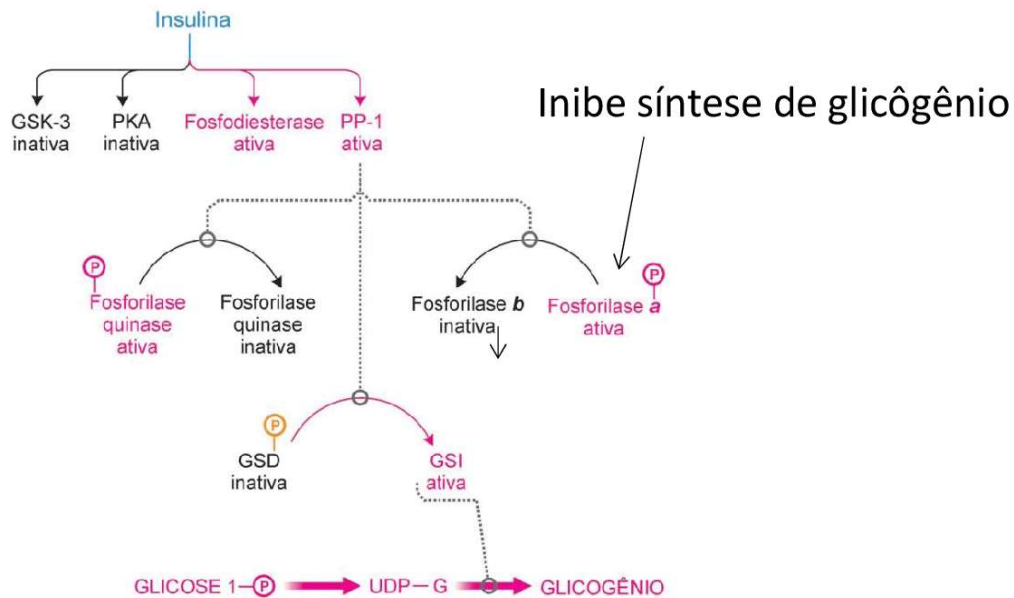 Insulina
GSK-3
inativa
PKA
inativa
Fosfodiesterase
ativa
PP-1
ativa
Inibe síntese de glicôgênio
P
Fosforilase
quinase
ativa
Fosforilase
quinase
inativa
Fosforilase b
inativa
P
Fosforilase a
ativa
P
GSD
inativa
GSI
ativa
GLICOSE 1—P
UDP—G
GLICOGÊNIO